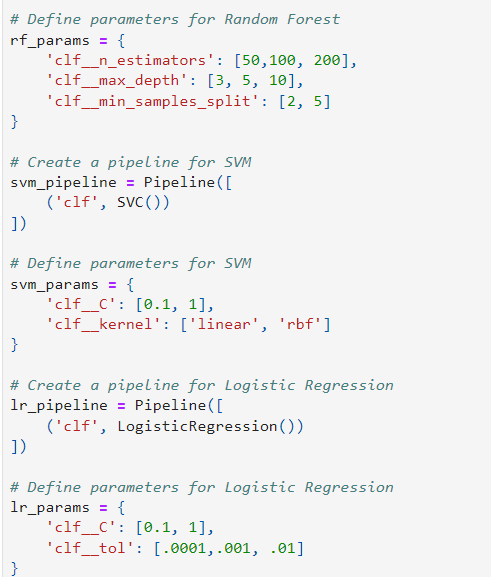 # Define parameters for Random Forest
rf_params = {
    'clf__n_estimators': [50,100, 200],
    'clf__max_depth': [3, 5, 10],
    'clf__min_samples_split': [2, 5]
}
# Create a pipeline for SVM
svm_pipeline = Pipeline([
    ('clf', SVC())
])
# Define parameters for SVM
svm_params = {
    'clf__C': [0.1, 1],
    'clf__kernel': ['linear', 'rbf']
}
# Create a pipeline for Logistic Regression
lr_pipeline = Pipeline([
    ('clf', LogisticRegression())
])
# Define parameters for Logistic Regression
lr_params = {
    'clf__C': [0.1, 1],
    'clf__tol': [.0001,.001, .01]
}